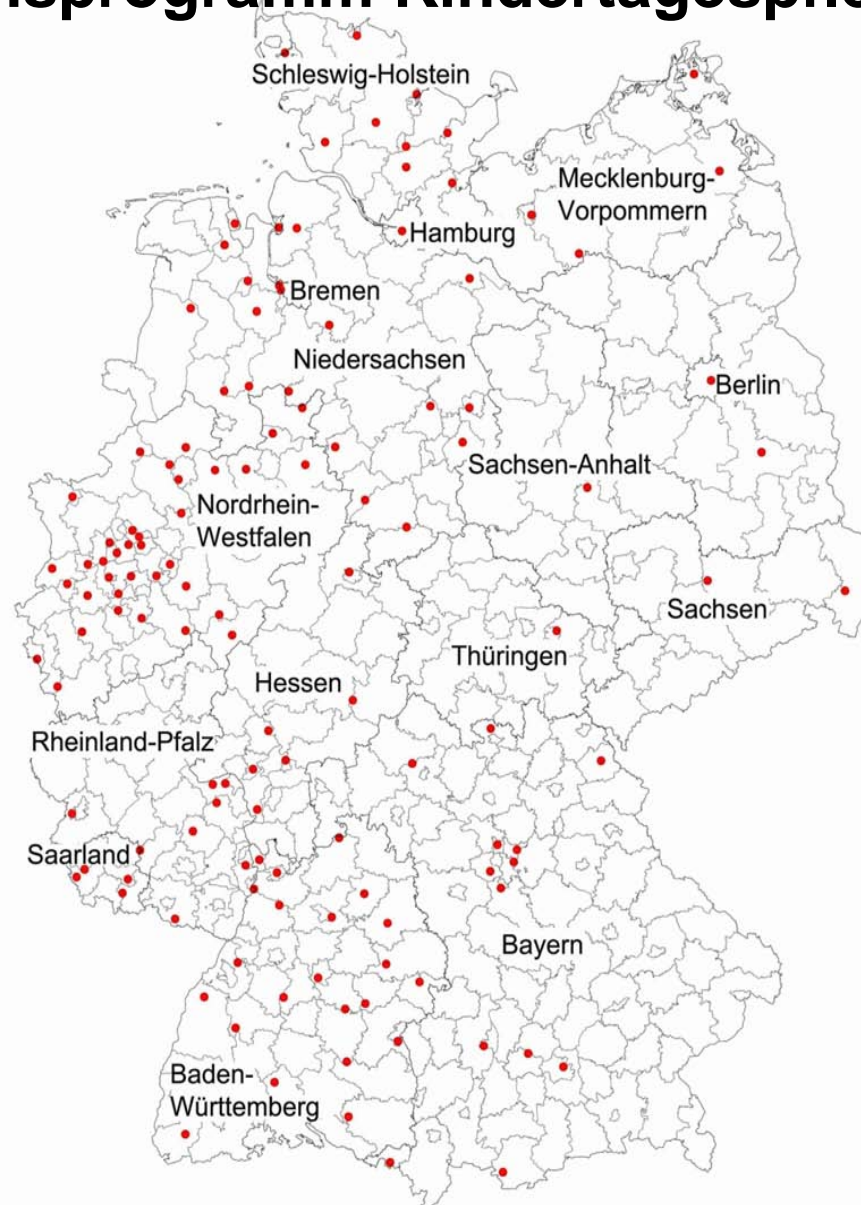 Schleswig-Holstein
Mecklenburg-
Vorpommern
Hamburg
Bremen
Niedersachsen
Berlin
Sachsen-Anhalt
Nordrhein-
Westfalen
Sachsen
Thüringen
Hessen
Rheinland-Pfalz
Saarland
Bayern
Baden-
Württemberg